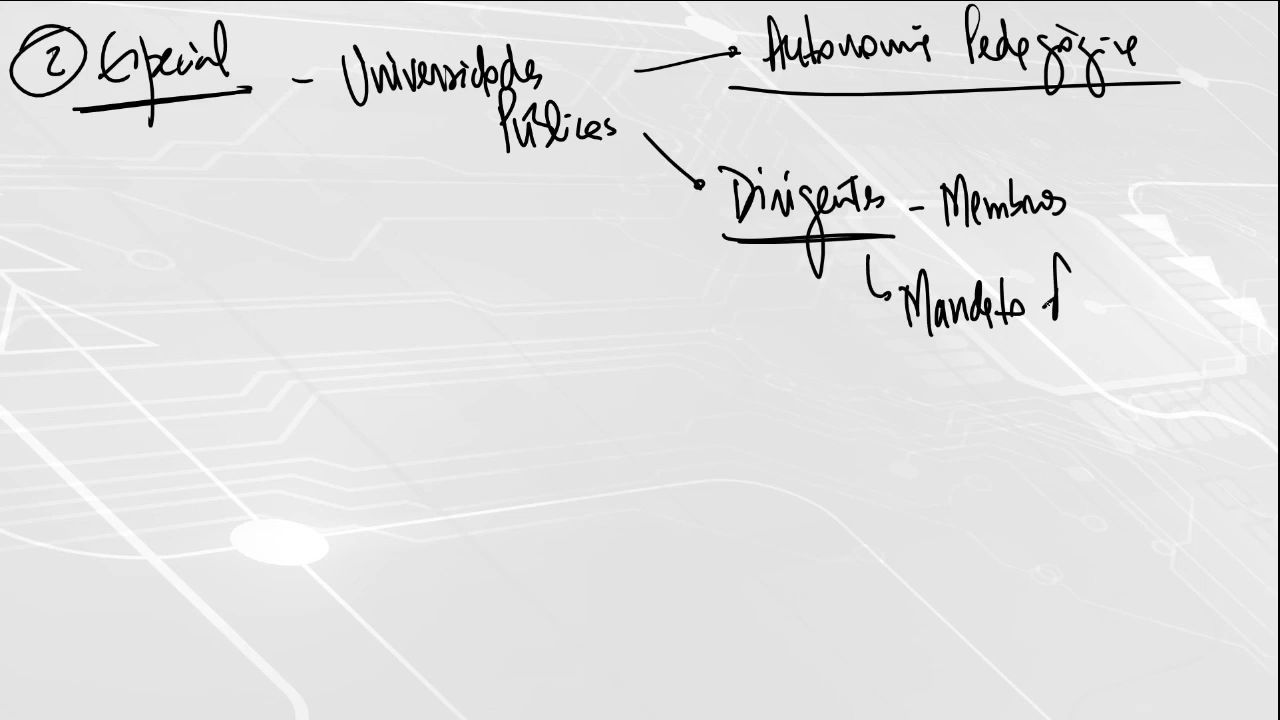 2 Especial - Universidades Públicas
Autonomia Pedagógica
Dirigentes - Membros
Mandato f